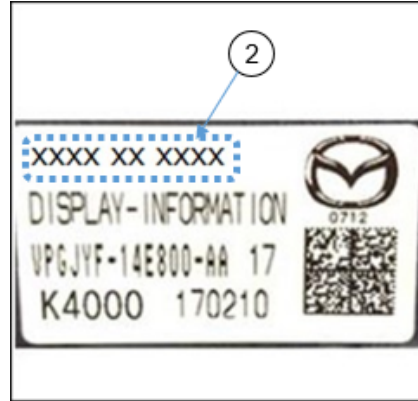 2
XXXX XX XXXX
DISPLAY-INFORMATION
0712
VPGJYF-14E800-AA 17
K4000 170210